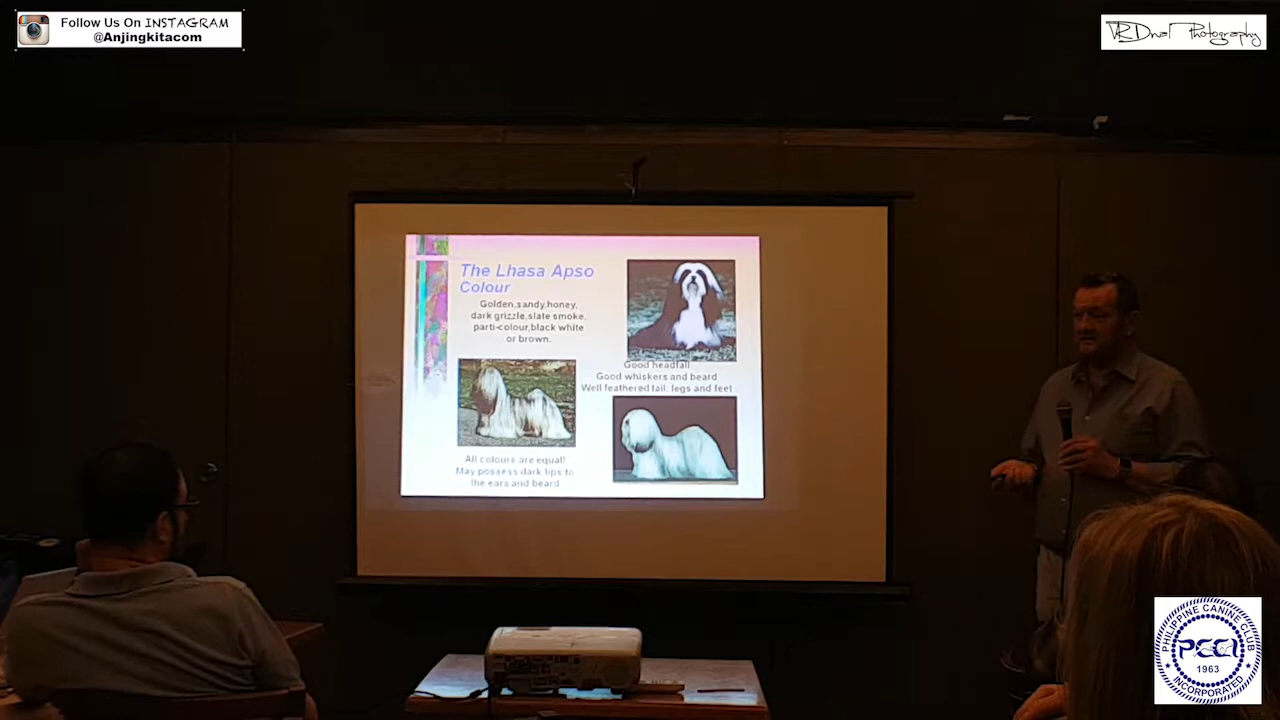 Follow Us On INSTAGRAM
@Anjingkitacom
VRDnal Photography
The Lhasa Apso
Colour
Golden,sandy,honey,
dark grizzle,slate smoke,
parti-colour,black white
or brown.
Good headfall
Good whiskers and beard
Well feathered tail, legs and feet
All colours are equal!
May possess dark tips to
the ears and beard
PHILIPPINE CANINE CLUB
PCCI
1963
INCORPORATED